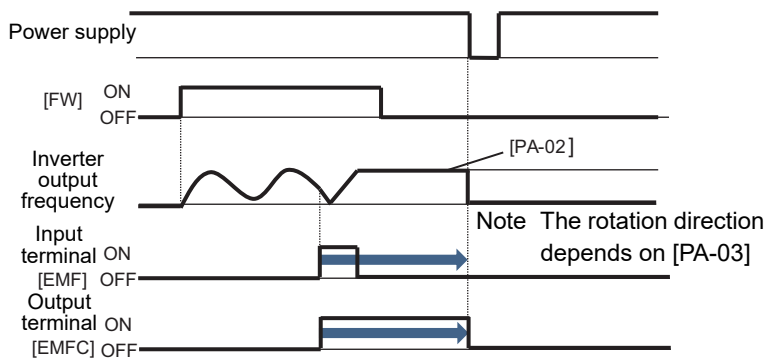 Power supply
[FW] ON
OFF
[PA-02]
Inverter
output
frequency
Note The rotation direction
depends on [PA-03]
Input
terminal ON
[EMF] OFF
Output
terminal ON
[EMFC] OFF